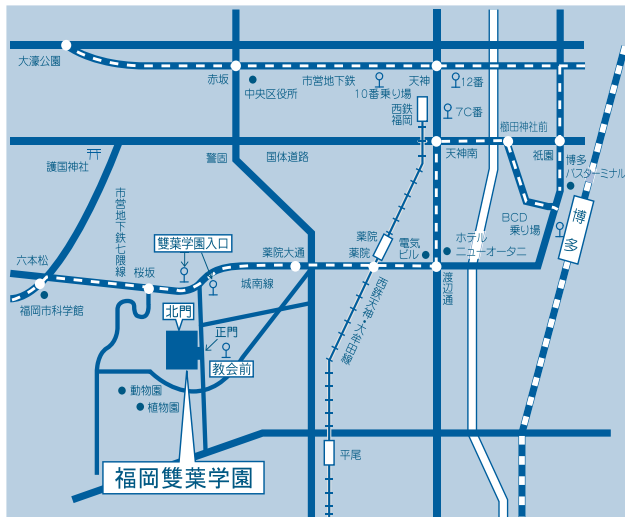 大濠公園
赤坂
中央区役所
市営地下鉄
10番乗り場
天神
12番
西鉄
福岡
7C番
櫛田神社前
護国神社
警固
国体道路
天神南
祇園
博多
バスターミナル
市営地下鉄七隈線
BCD
乗り場
博多
六本松
桜坂
雙葉学園入口
薬院大通
薬院
薬院
電気
ビル
ホテル
ニューオータニ
福岡市科学館
城南線
渡辺通
北門
正門
西鉄天神・大牟田線
教会前
動物園
植物園
福岡雙葉学園
平尾